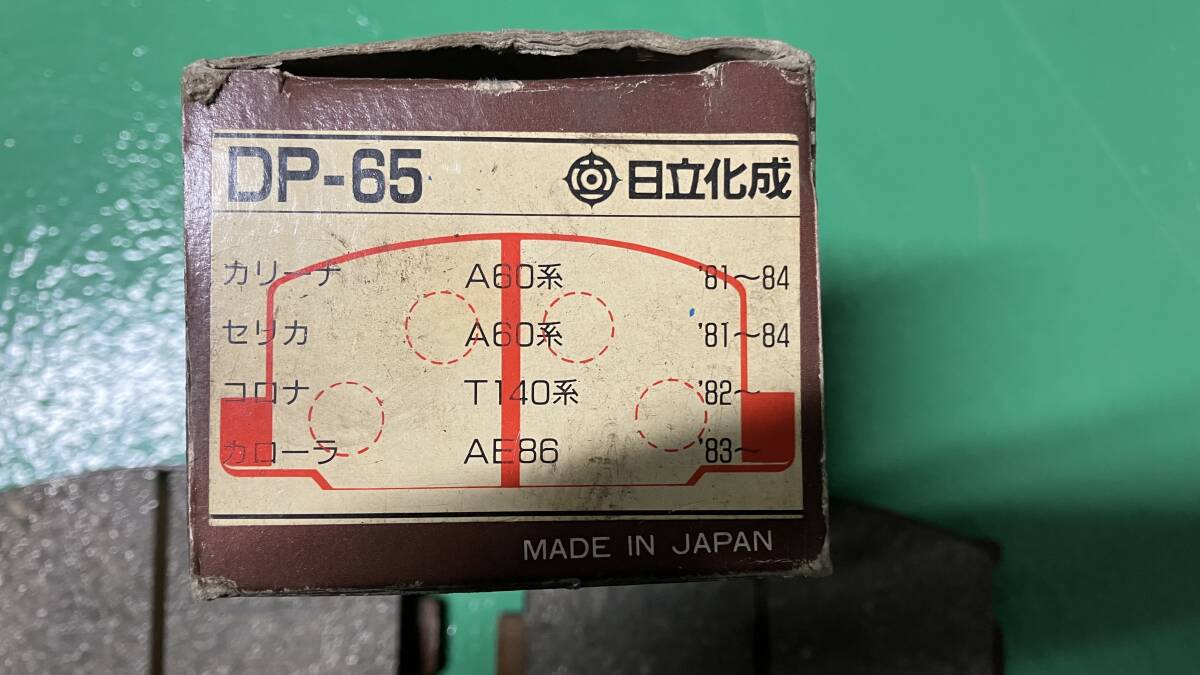 DP-65 日立化成
カリーナ A60系 '81〜84
セリカ A60系 '81〜84
コロナ T140系 '82〜
カローラ AE86 '83〜
MADE IN JAPAN